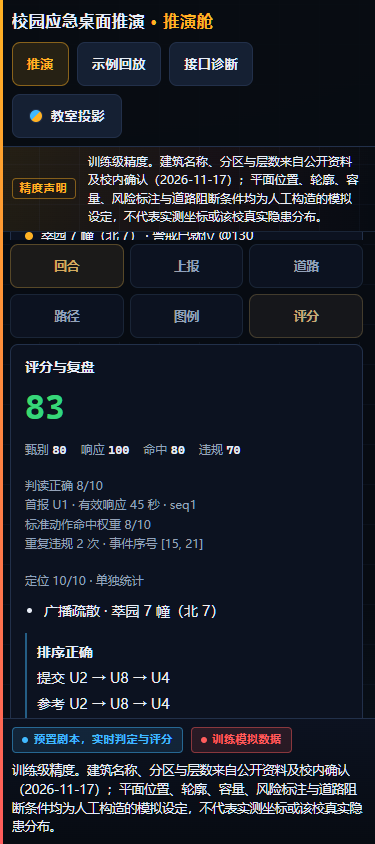 校园应急桌面推演 • 推演舱
推演
示例回放
接口诊断
教室投影
精度声明
训练级精度。建筑名称、分区与层数来自公开资料
及校内确认（2026-11-17）；平面位置、轮廓、容
量、风险标注与道路阻断条件均为人工构造的模拟
设定，不代表实测坐标或该校真实隐患分布。
萃园 7 幢（北 7）· 警戒已就位 @130
回合
上报
道路
路径
图例
评分
评分与复盘
83
甄别 80 响应 100 命中 80 违规 70
判读正确 8/10
首报 U1 · 有效响应 45 秒 · seq1
标准动作命中权重 8/10
重复违规 2 次 · 事件序号 [15, 21]
定位 10/10 · 单独统计
• 广播疏散 · 萃园 7 幢（北 7）
排序正确
提交 U2 → U8 → U4
参考 U2 → U8 → U4
预置剧本，实时判定与评分
训练模拟数据
训练级精度。建筑名称、分区与层数来自公开资料及校内确认
（2026-11-17）；平面位置、轮廓、容量、风险标注与道路阻
断条件均为人工构造的模拟设定，不代表实测坐标或该校真实隐
患分布。